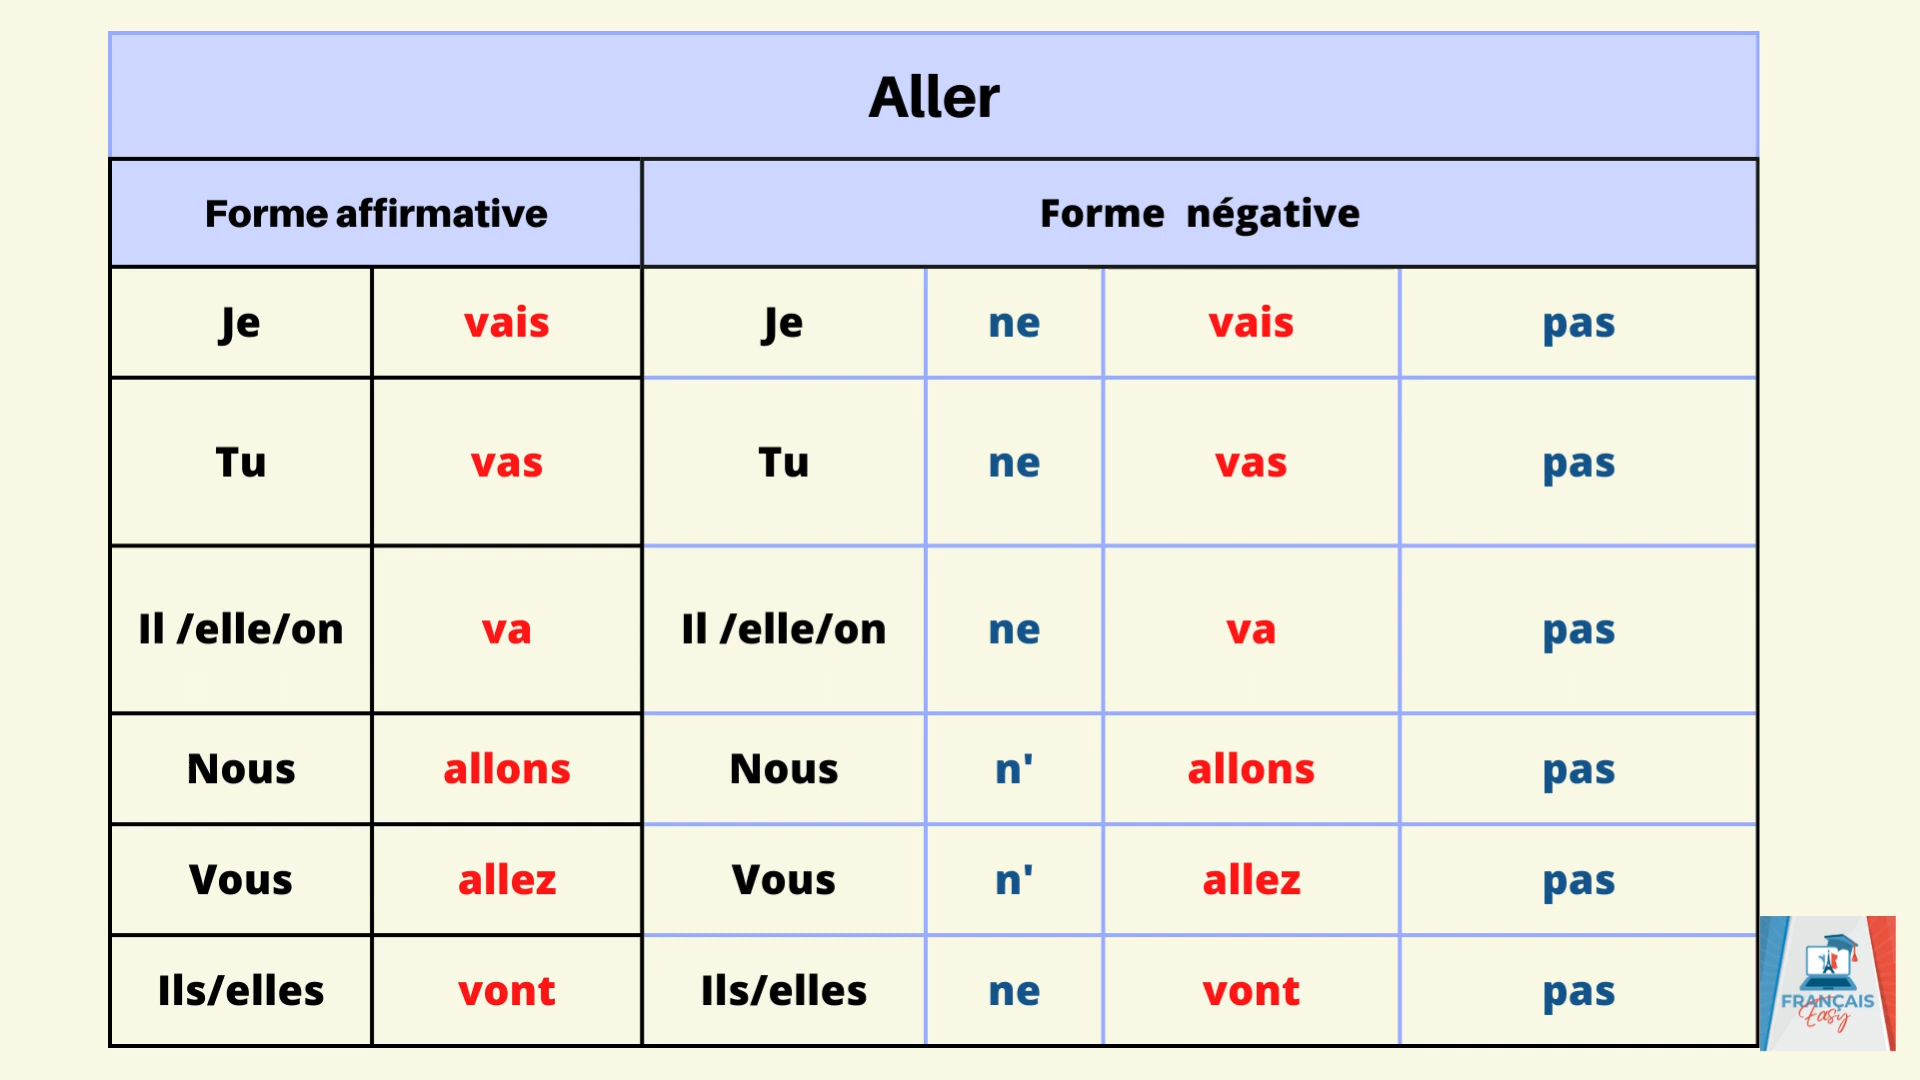 Aller
Forme affirmative Forme négative
Je vais Je ne vais pas
Tu vas Tu ne vas pas
Il /elle/on va Il /elle/on ne va pas
Nous allons Nous n' allons pas
Vous allez Vous n' allez pas
Ils/elles vont Ils/elles ne vont pas
FRANÇAIS
Easy